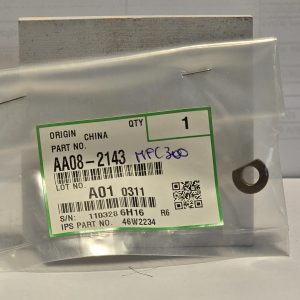 ORIGIN CHINA QTY 1
PART NO.
AA08-2143 MPC300
LOT NO. A01 0311
S/N: 110328 6H16 R6
IPS PART NO. 46W2234